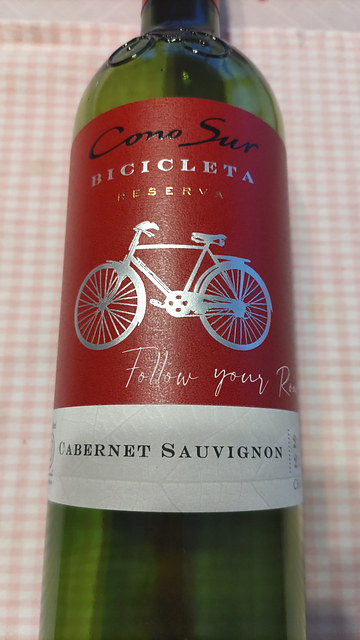 Cono Sur
BICICLETA
RESERVA
Follow your
CABERNET SAUVIGNON